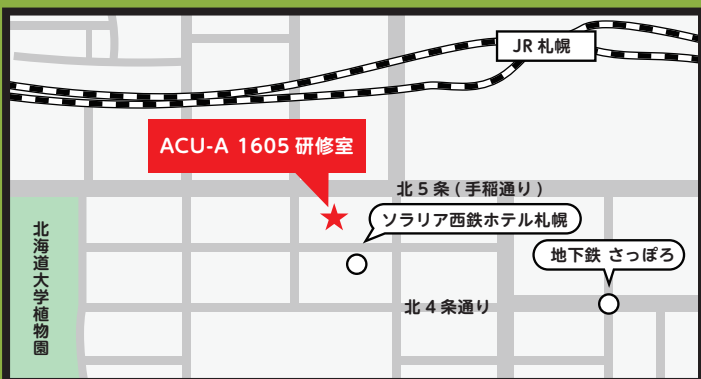 JR 札幌
ACU-A 1605 研修室
北5条(手稲通り)
ソラリア西鉄ホテル札幌
地下鉄 さっぽろ
北海道大学植物園
北4条通り